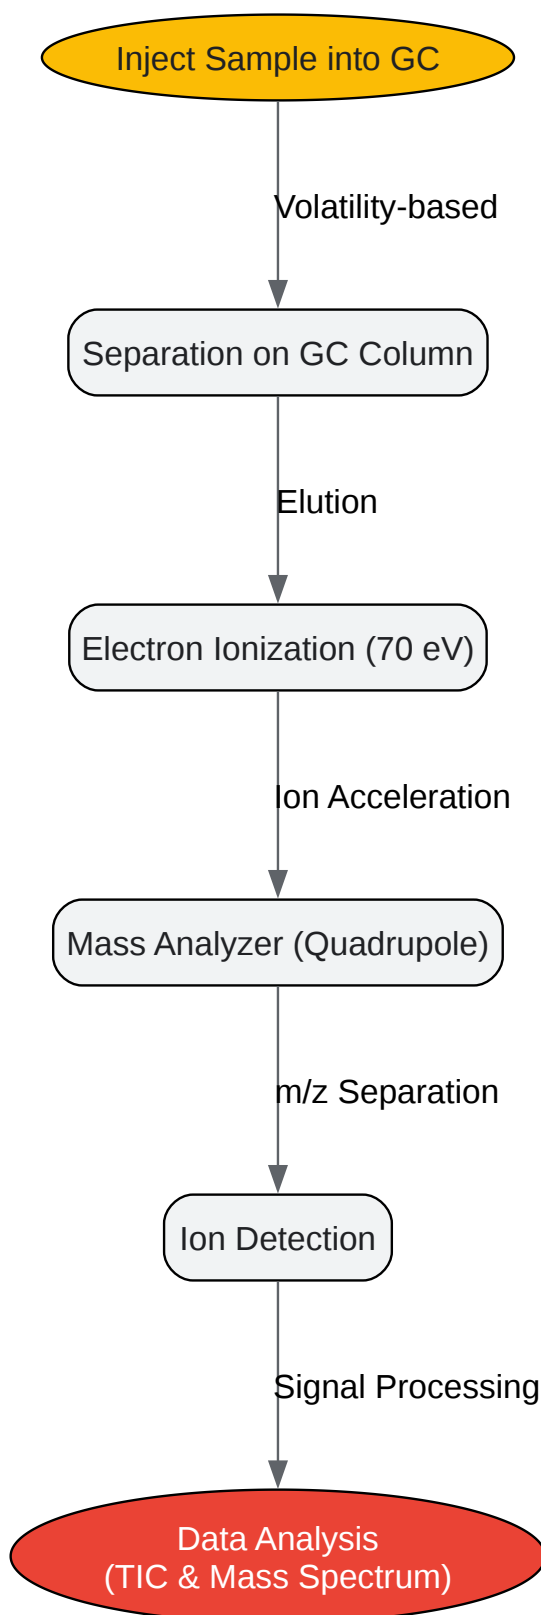 Inject Sample into GC
Volatility-based
Separation on GC Column
Elution
Electron Ionization (70 eV)
Ion Acceleration
Mass Analyzer (Quadrupole)
m/z Separation
Ion Detection
Signal Processing
Data Analysis
(TIC & Mass Spectrum)